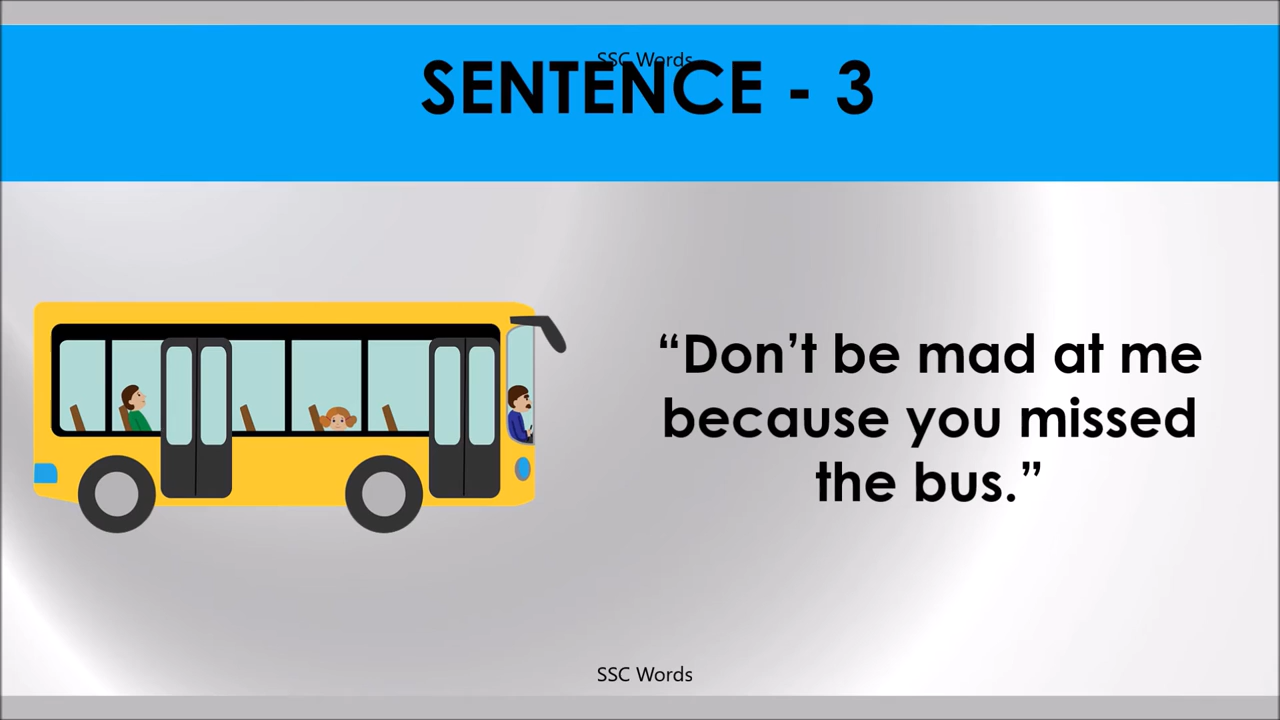 SSC Words
SENTENCE - 3
“Don’t be mad at me
because you missed
the bus.”
SSC Words